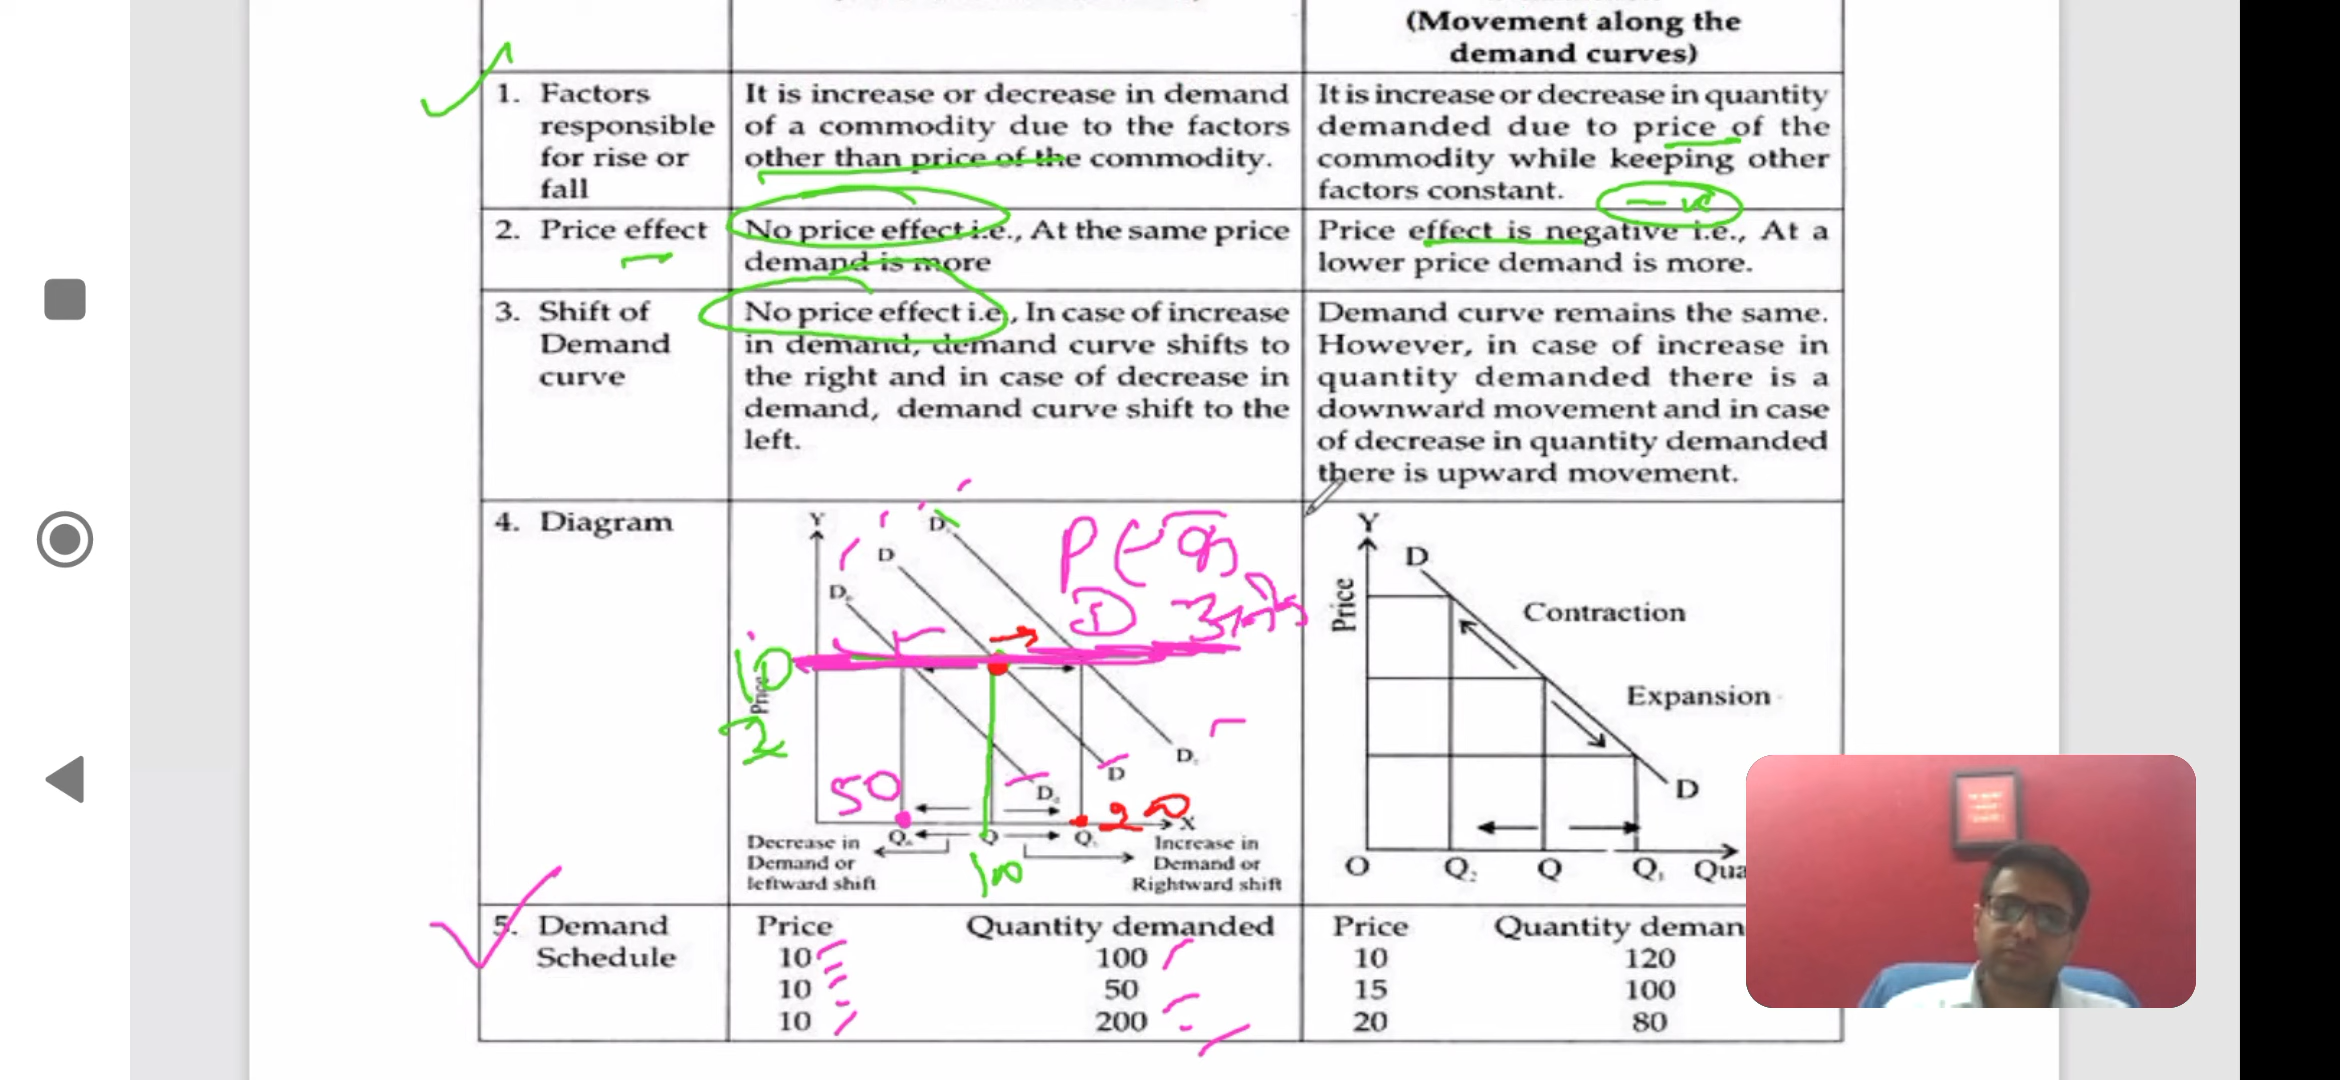 (Movement along the
demand curves)
1. Factors
responsible
for rise or
fall
It is increase or decrease in demand
of a commodity due to the factors
other than price of the commodity.
It is increase or decrease in quantity
demanded due to price of the
commodity while keeping other
factors constant.
-ve
2. Price effect
No price effect i.e., At the same price
demand is more
Price effect is negative i.e., At a
lower price demand is more.
3. Shift of
Demand
curve
No price effect i.e., In case of increase
in demand, demand curve shifts to
the right and in case of decrease in
demand, demand curve shift to the
left.
Demand curve remains the same.
However, in case of increase in
quantity demanded there is a
downward movement and in case
of decrease in quantity demanded
there is upward movement.
4. Diagram
Y
D
D
D
P
D
10
Price
50
D
D
D
200
X
Q
Q
Q
100
Decrease in
Demand or
leftward shift
Increase in
Demand or
Rightward shift
Y
D
Price
Contraction
Expansion
D
O
Q₂
Q
Q₁
Qua
5. Demand
Schedule
Price Quantity demanded
10 100
10 50
10 200
Price Quantity deman
10 120
15 100
20 80